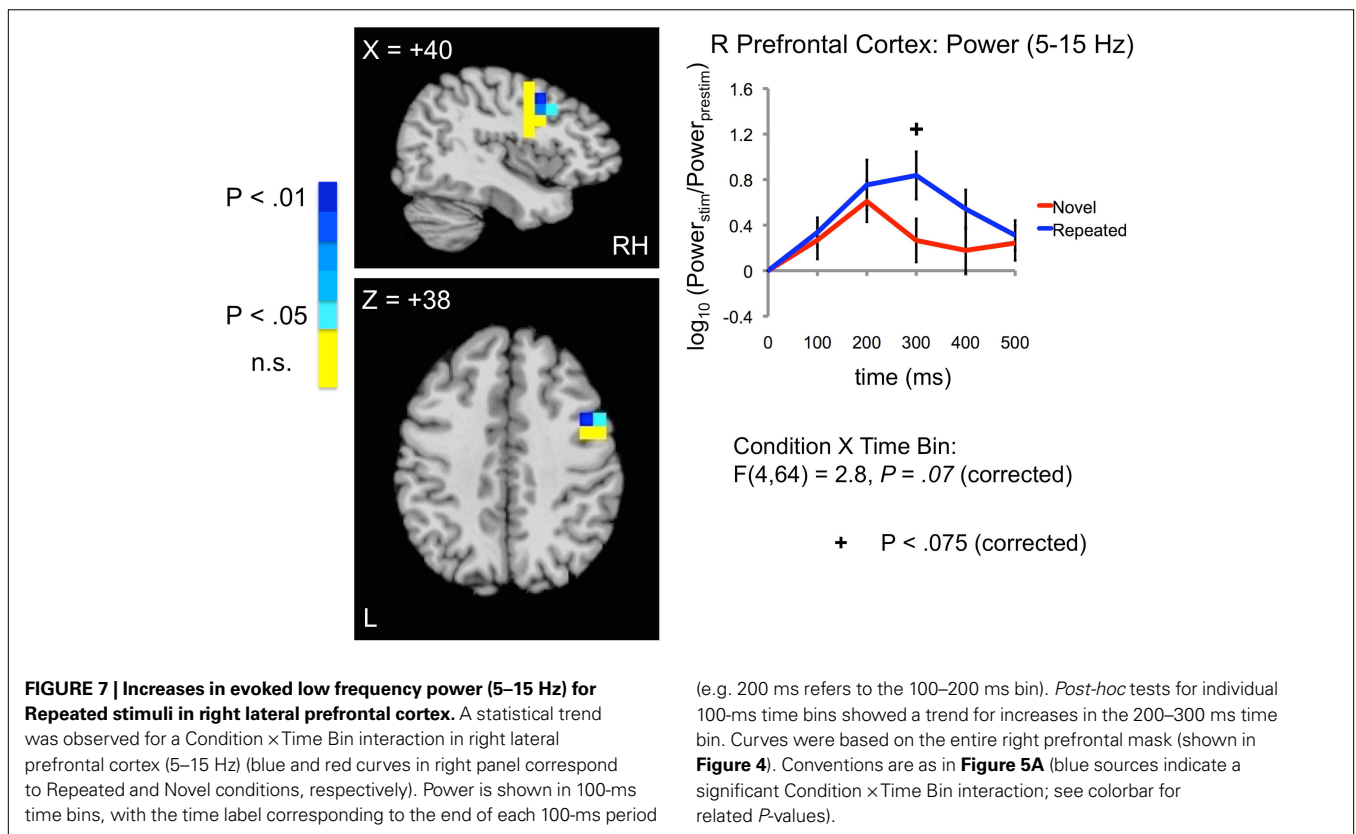 X = +40
RH
P < .01
P < .05
n.s.
Z = +38
L
R Prefrontal Cortex: Power (5-15 Hz)
log₁₀ (Power_stim/Power_prestim)
1.6
1.2
0.8
0.4
0
-0.4
+
Novel
Repeated
0 100 200 300 400 500
time (ms)
Condition X Time Bin:
F(4,64) = 2.8, P = .07 (corrected)
+ P < .075 (corrected)
FIGURE 7 | Increases in evoked low frequency power (5–15 Hz) for
Repeated stimuli in right lateral prefrontal cortex. A statistical trend
was observed for a Condition × Time Bin interaction in right lateral
prefrontal cortex (5–15 Hz) (blue and red curves in right panel correspond
to Repeated and Novel conditions, respectively). Power is shown in 100-ms
time bins, with the time label corresponding to the end of each 100-ms period
(e.g. 200 ms refers to the 100–200 ms bin). Post-hoc tests for individual
100-ms time bins showed a trend for increases in the 200–300 ms time
bin. Curves were based on the entire right prefrontal mask (shown in
Figure 4). Conventions are as in Figure 5A (blue sources indicate a
significant Condition × Time Bin interaction; see colorbar for
related P-values).